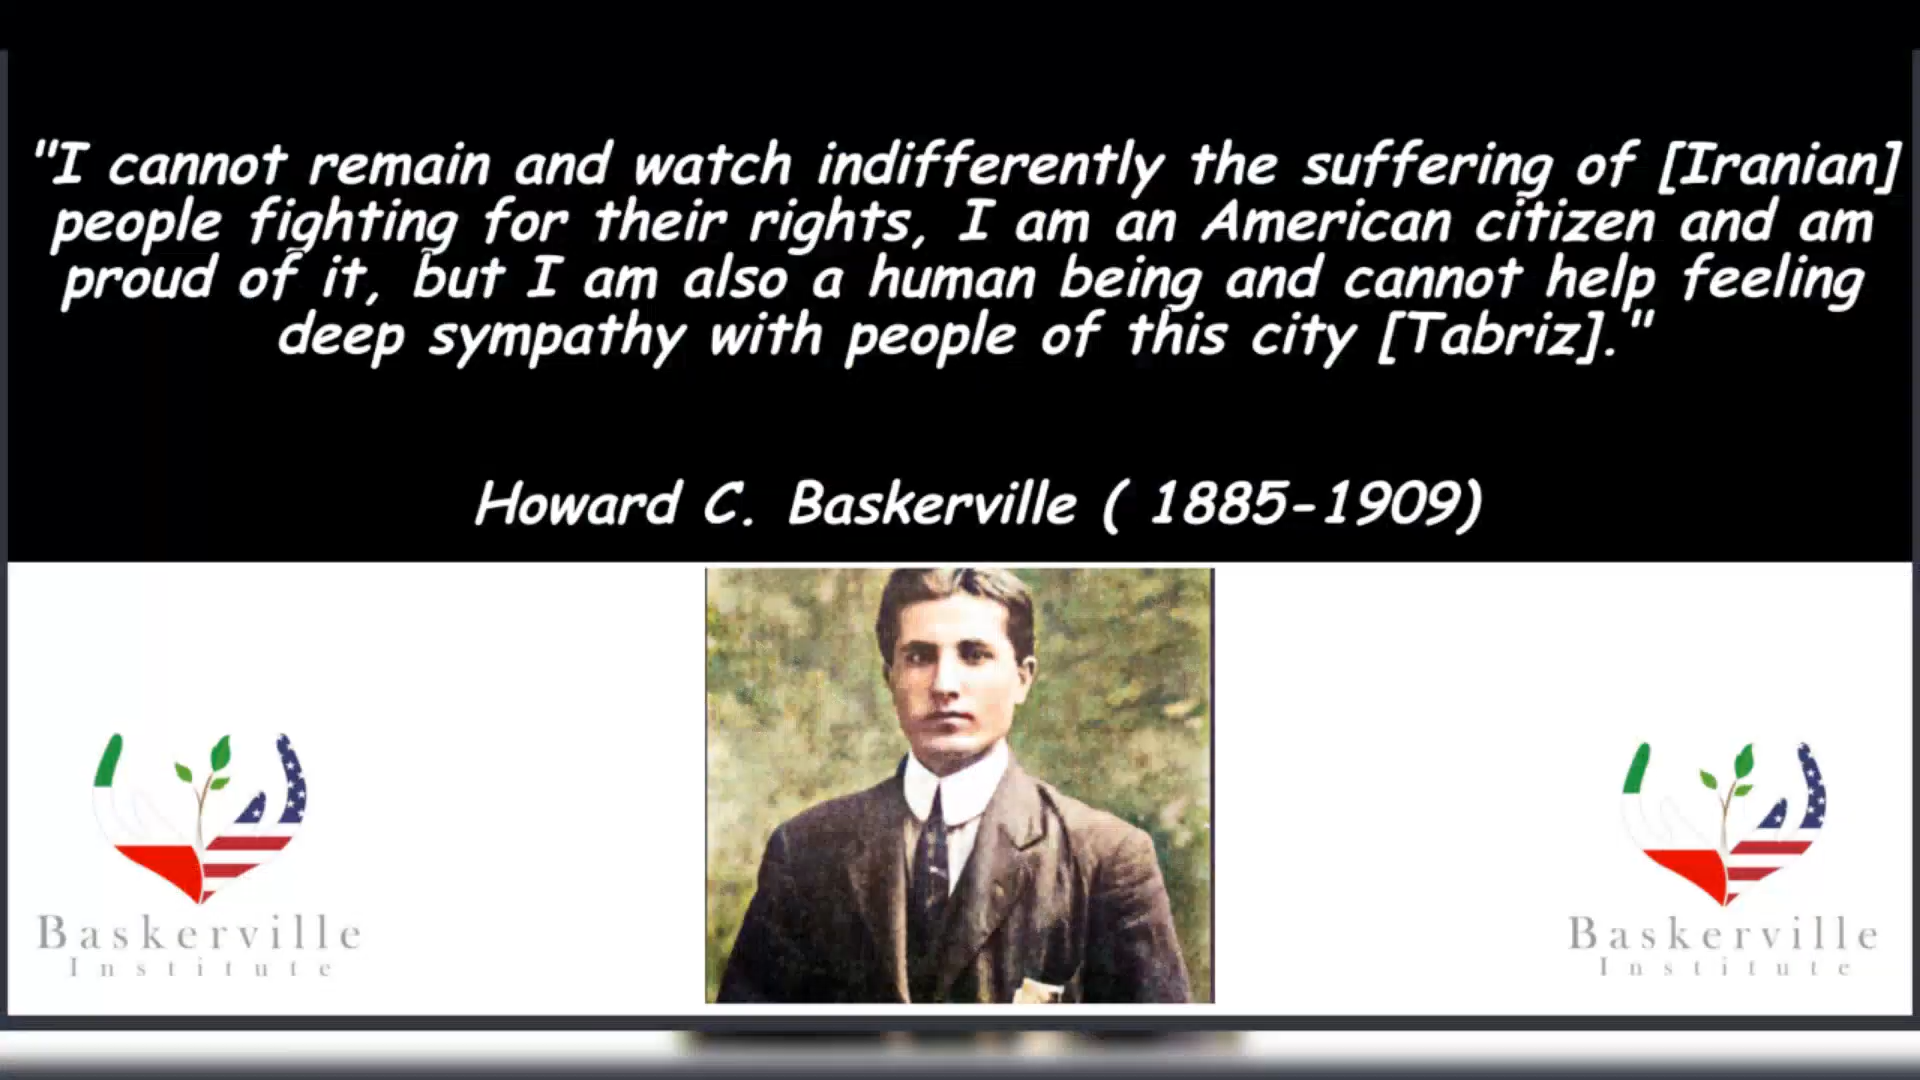 "I cannot remain and watch indifferently the suffering of [Iranian]
people fighting for their rights, I am an American citizen and am
proud of it, but I am also a human being and cannot help feeling
deep sympathy with people of this city [Tabriz]."
Howard C. Baskerville ( 1885-1909)
Baskerville
Institute
Baskerville
Institute